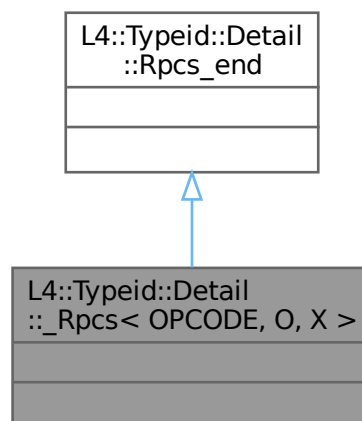 L4::Typeid::Detail
::Rpcs_end
L4::Typeid::Detail
::_Rpcs< OPCODE, O, X >